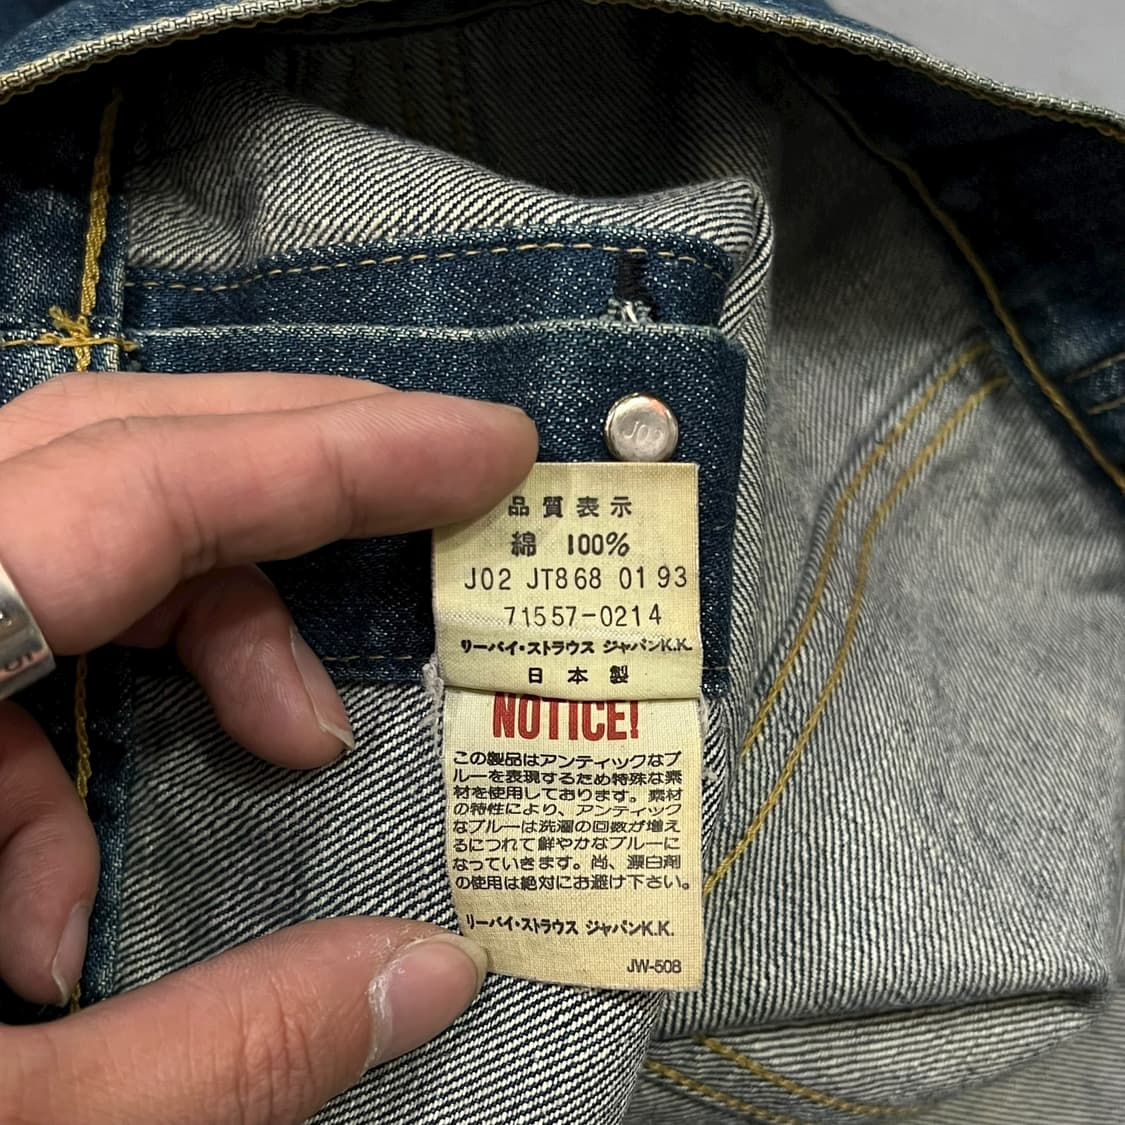 J02
品質表示
綿 100%
J02 JT868 01 93
71557-0214
リーバイ・ストラウス ジャパンK.K.
日本製
NOTICE!
この製品はアンティックなブ
ルーを表現するため特殊な素
材を使用しております。素材
の特性により、アンティック
なブルーは洗濯の回数が増え
るにつれて鮮やかなブルーに
なっていきます。尚、漂白剤
の使用は絶対にお避け下さい。
リーバイ・ストラウス ジャパンK.K.
JW-508